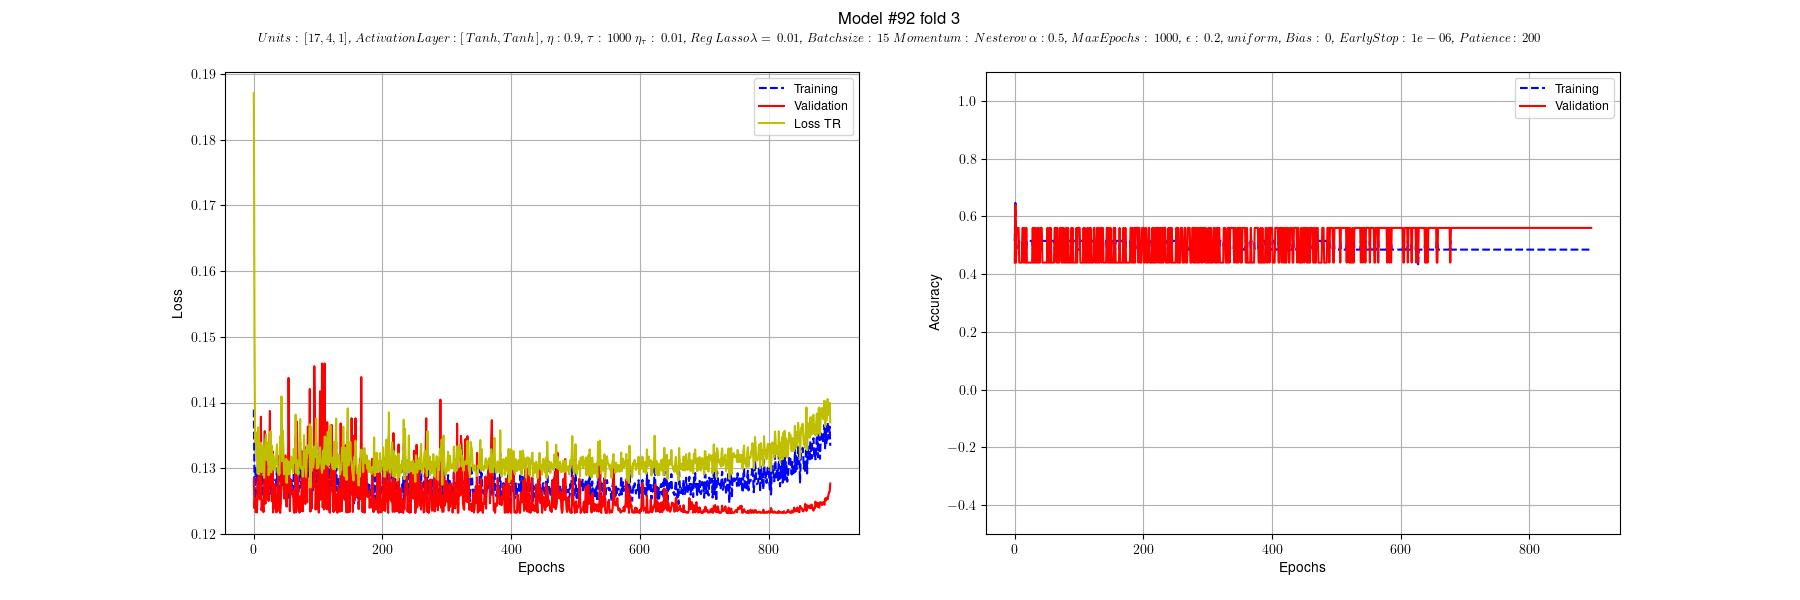 Model #92 fold 3
Units : [17, 4, 1], ActivationLayer : [Tanh, Tanh], η : 0.9, τ : 1000 ητ : 0.01, Reg Lassoλ = 0.01, Batchsize : 15 Momentum : Nesterov α : 0.5, MaxEpochs : 1000, ϵ : 0.2, uniform, Bias : 0, EarlyStop : 1e − 06, Patience : 200
0.19
0.18
0.17
0.16
0.15
0.14
0.13
0.12
Loss
0 200 400 600 800
Epochs
Training
Validation
Loss TR
1.0
0.8
0.6
0.4
0.2
0.0
−0.2
−0.4
Accuracy
0 200 400 600 800
Epochs
Training
Validation